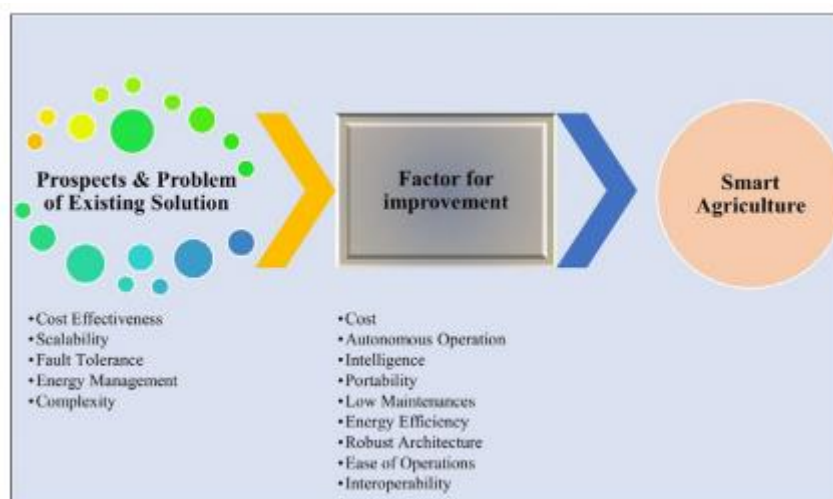 Prospects & Problem
of Existing Solution
Factor for
improvement
Smart
Agriculture
•Cost Effectiveness
•Scalability
•Fault Tolerance
•Energy Management
•Complexity
•Cost
•Autonomous Operation
•Intelligence
•Portability
•Low Maintenances
•Energy Efficiency
•Robust Architecture
•Ease of Operations
•Interoperability